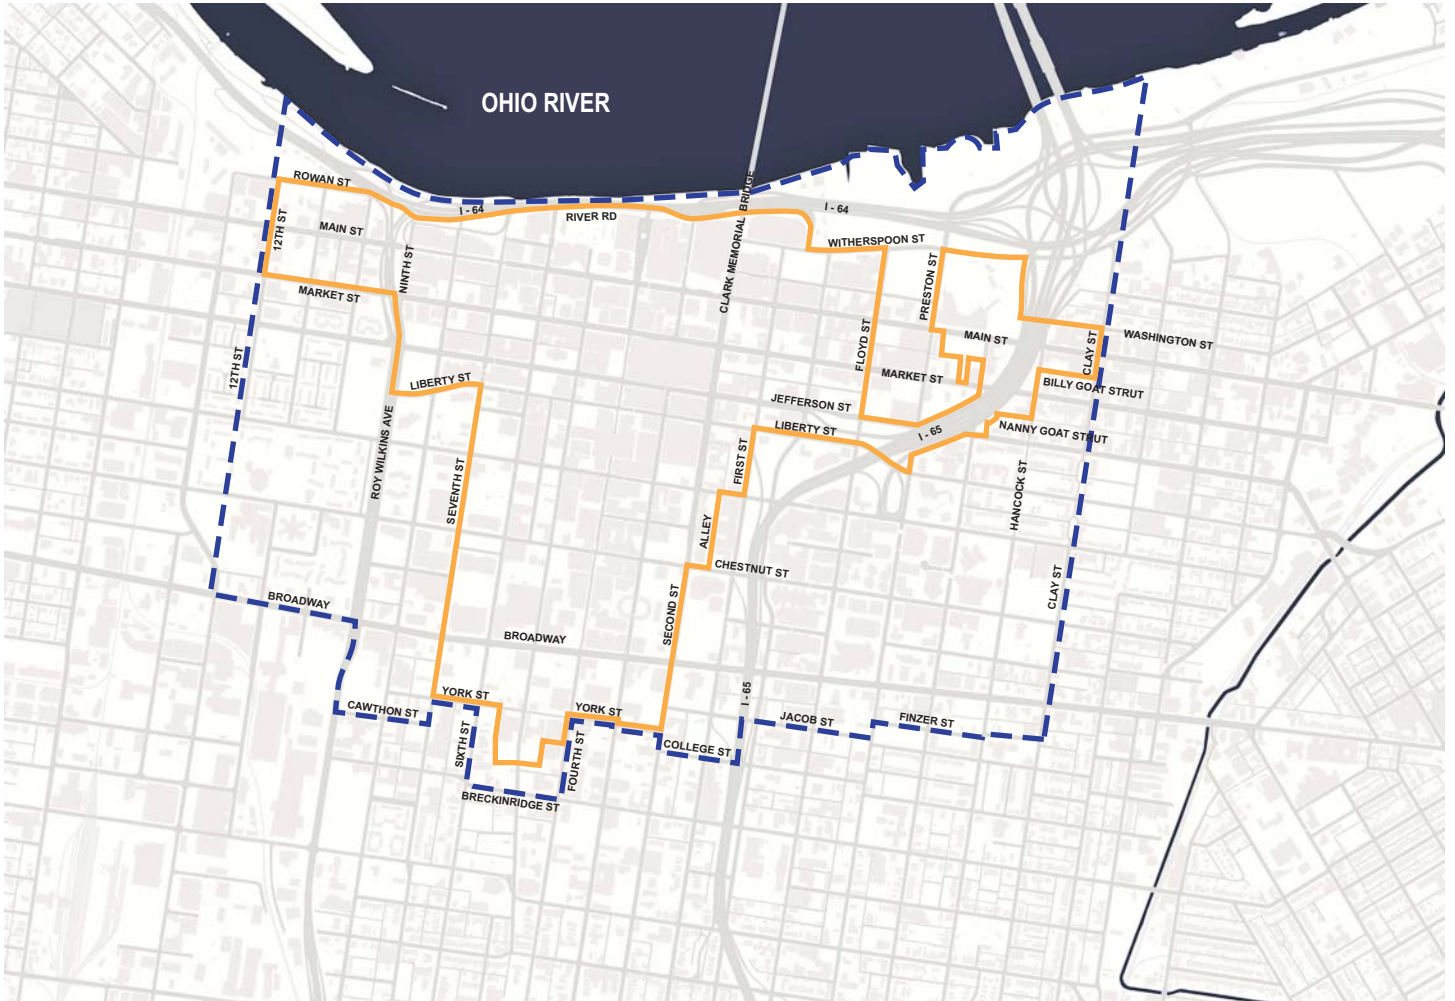 OHIO RIVER
ROWAN ST
I - 64
RIVER RD
CLARK MEMORIAL BRIDGE
I - 64
12TH ST
MAIN ST
NINTH ST
WITHERSPOON ST
PRESTON ST
MARKET ST
FLOYD ST
MAIN ST
CLAY ST
WASHINGTON ST
12TH ST
LIBERTY ST
MARKET ST
BILLY GOAT STRUT
JEFFERSON ST
LIBERTY ST
I - 65
NANNY GOAT STRUT
ROY WILKINS AVE
SEVENTH ST
FIRST ST
HANCOCK ST
ALLEY
CHESTNUT ST
BROADWAY
SECOND ST
CLAY ST
BROADWAY
YORK ST
YORK ST
I - 65
CAWTHON ST
SIXTH ST
FOURTH ST
COLLEGE ST
JACOB ST
FINZER ST
BRECKINRIDGE ST